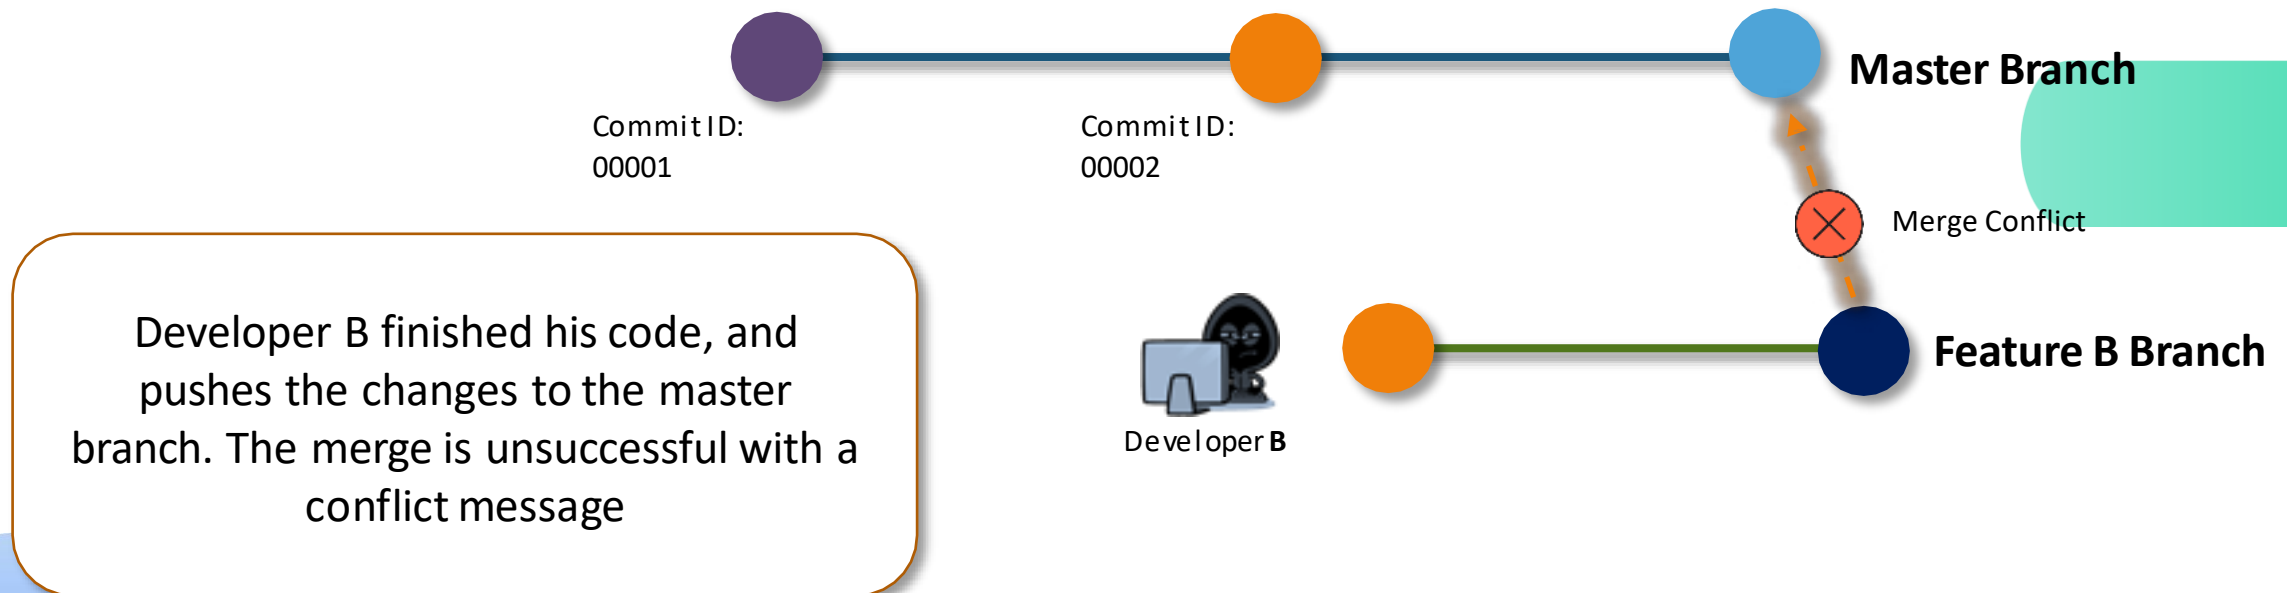 Master Branch
Commit ID:
00001
Commit ID:
00002
Merge Conflict
Developer B finished his code, and
pushes the changes to the master
branch. The merge is unsuccessful with a
conflict message
Developer B
Feature B Branch